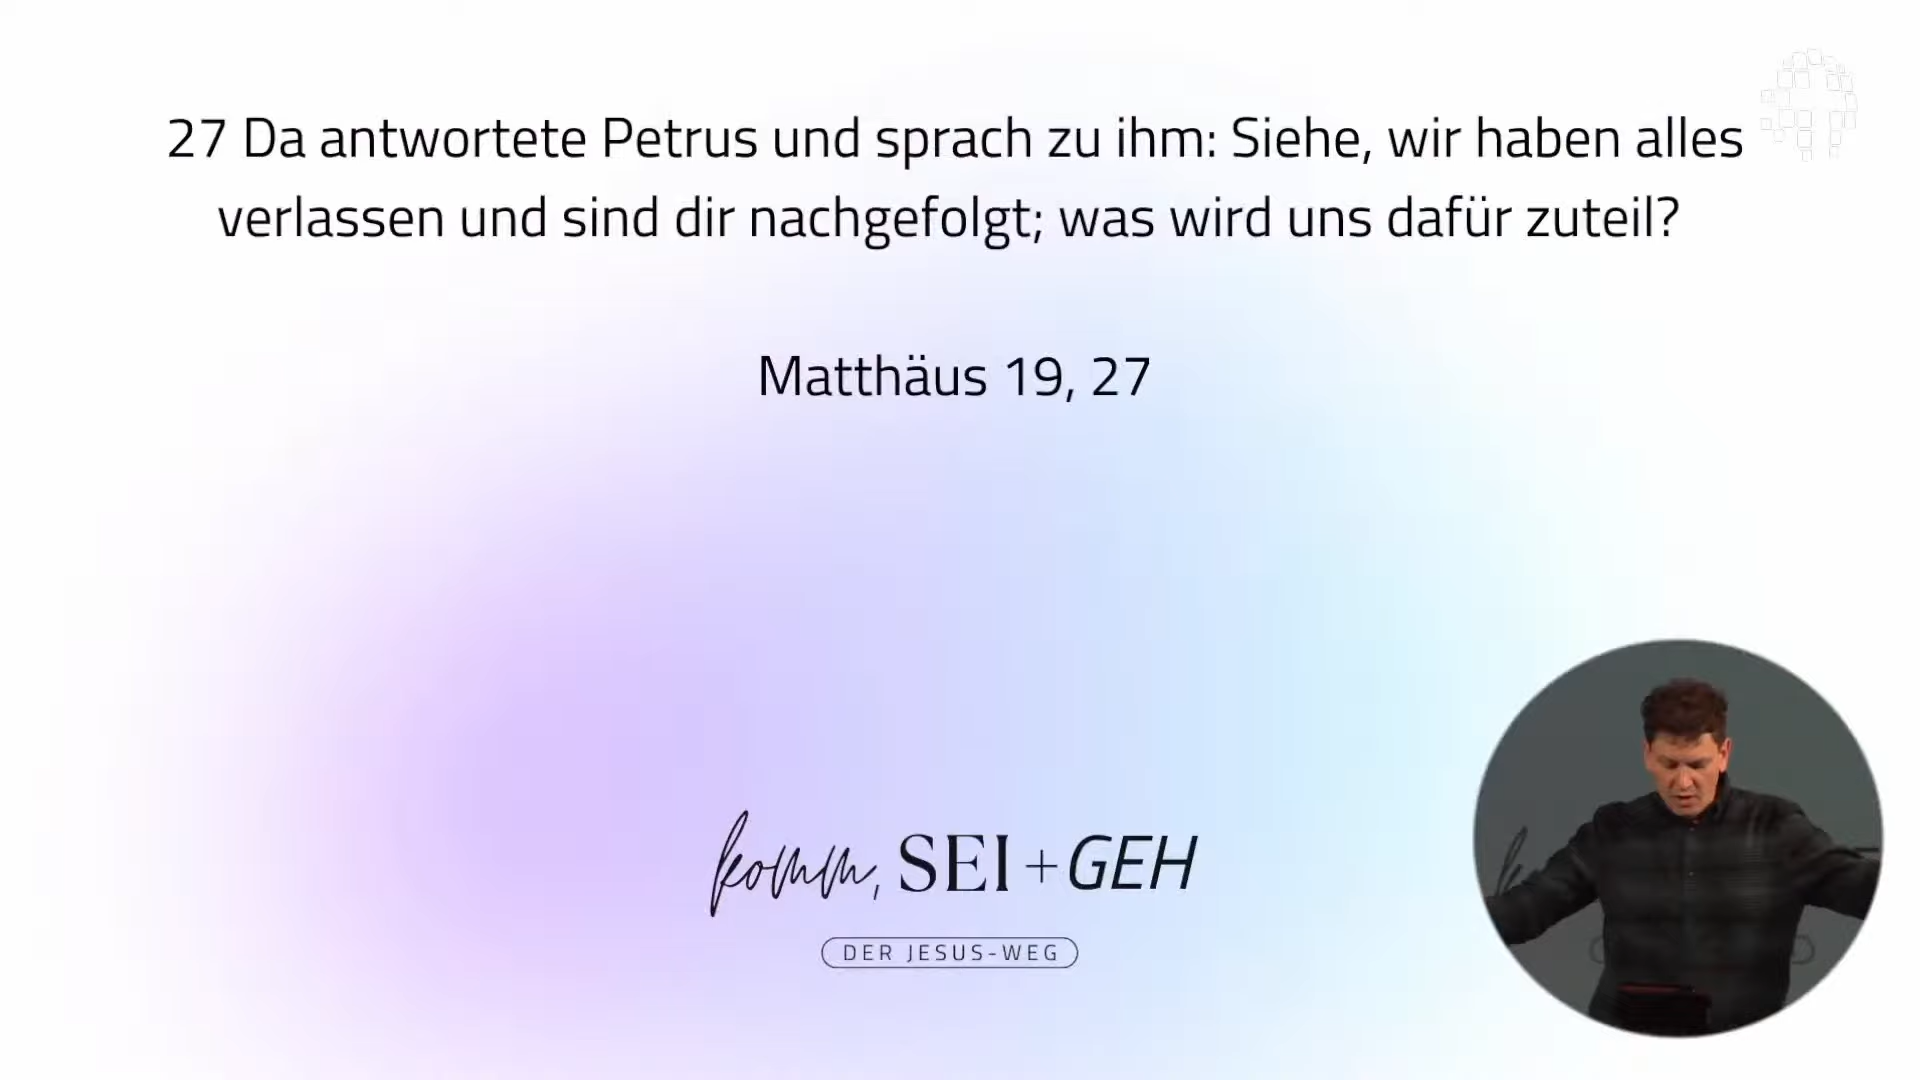 27 Da antwortete Petrus und sprach zu ihm: Siehe, wir haben alles
verlassen und sind dir nachgefolgt; was wird uns dafür zuteil?
Matthäus 19, 27
komm, SEI + GEH
DER JESUS-WEG